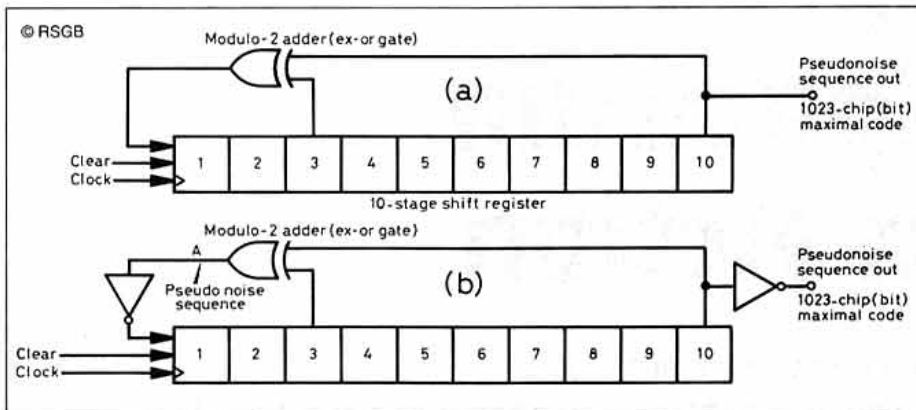 © RSGB
Modulo-2 adder (ex-or gate)
(a)
Pseudonoise
sequence out
1023-chip(bit)
maximal code
Clear
Clock
1 2 3 4 5 6 7 8 9 10
10-stage shift register
Modulo-2 adder (ex-or gate)
A
Pseudo noise
sequence
(b)
Pseudonoise
sequence out
1023-chip(bit)
maximal code
Clear
Clock
1 2 3 4 5 6 7 8 9 10